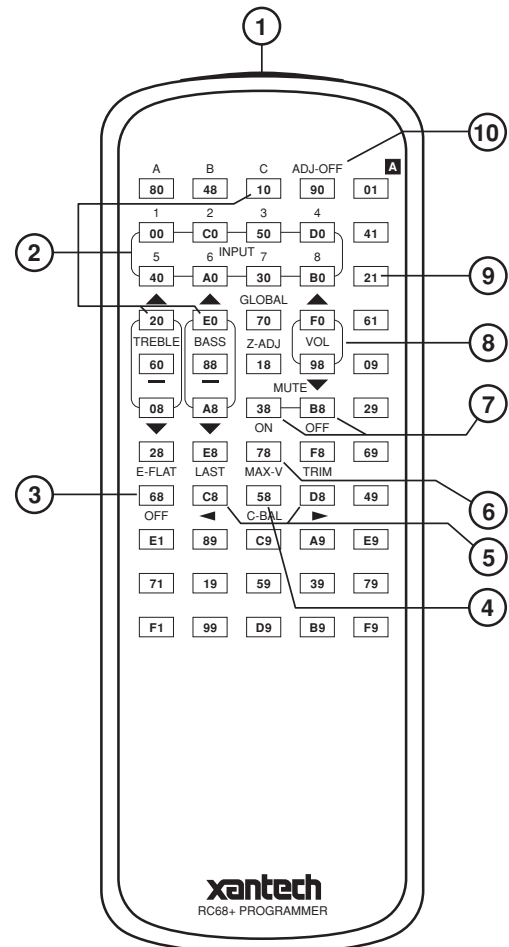 1
10
A B C ADJ-OFF A
80 48 10 90 01
1 2 3 4
00 C0 50 D0 41
2
INPUT
5 6 7 8
40 A0 30 B0 21
9
GLOBAL
20 E0 70 F0 61
TREBLE BASS Z-ADJ VOL
8
60 88 18 98 09
MUTE
08 A8 38 B8 29
7
ON OFF
28 E8 78 F8 69
E-FLAT LAST MAX-V TRIM
3
68 C8 58 D8 49
6
OFF C-BAL
E1 89 C9 A9 E9
5
71 19 59 39 79
4
F1 99 D9 B9 F9
xantech
RC68+ PROGRAMMER